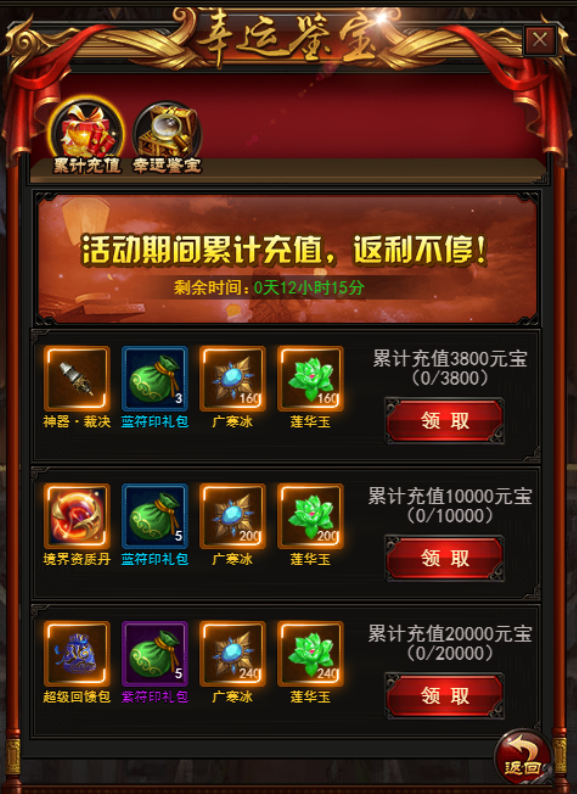 幸运鉴宝
累计充值 幸运鉴宝
活动期间累计充值，返利不停！
剩余时间：0天12小时15分
3 160 160
神器·裁决 蓝符印礼包 广寒冰 莲华玉
累计充值3800元宝
（0/3800）
领 取
5 200 200
境界资质丹 蓝符印礼包 广寒冰 莲华玉
累计充值10000元宝
（0/10000）
领 取
5 240 240
超级回馈包 紫符印礼包 广寒冰 莲华玉
累计充值20000元宝
（0/20000）
领 取
返回